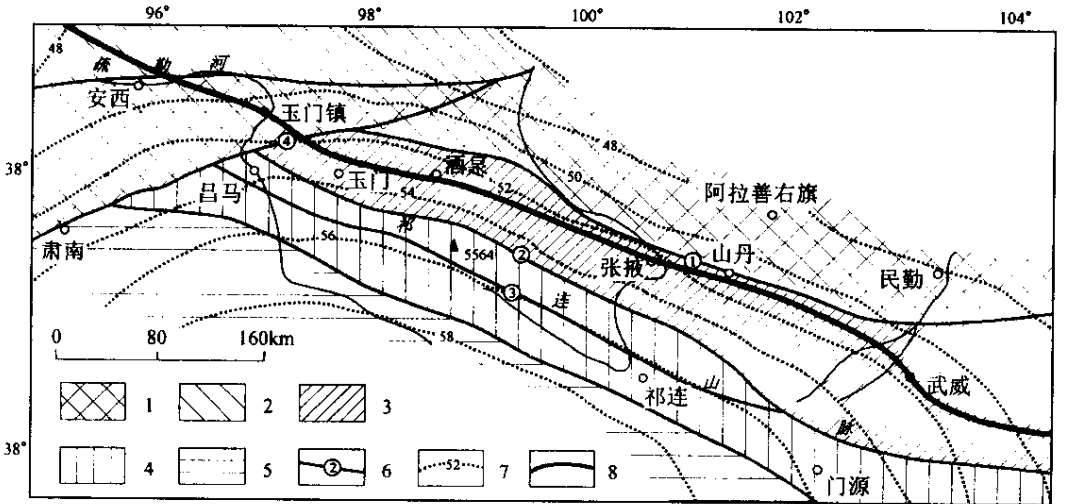 96° 98° 100° 102° 104°
48
疏勒河
安西
玉门镇
④
48
38°
玉门
酒泉
52
50
54
吕马
阿拉善右旗
祁
肃南
56
5564
②
张掖
①
山丹
民勤
③
连
0 80 160km
58
山
祁连
武威
脉
1 2 3
38°
4 5 ② 6 52 7 8
门源